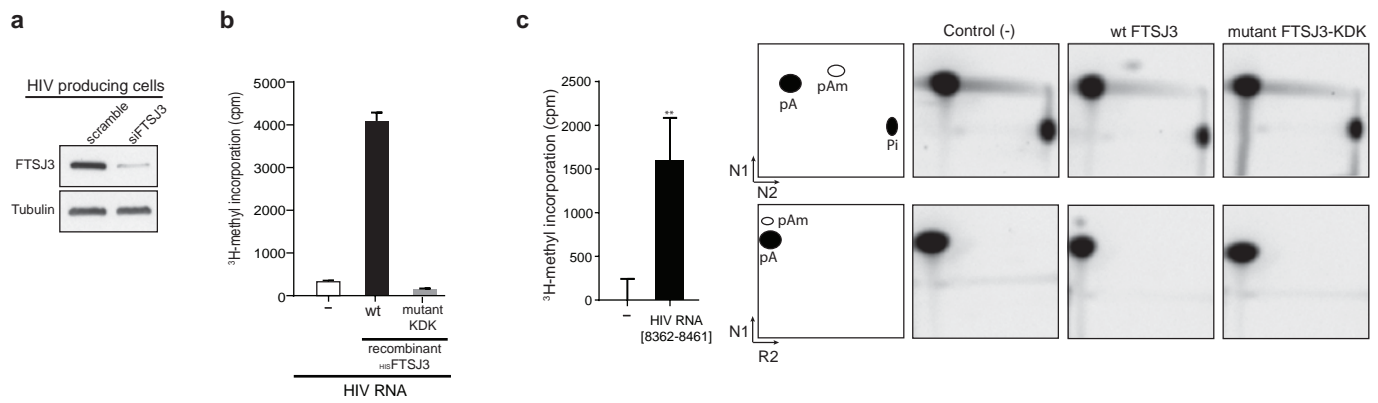 a
HIV producing cells
scramble
siFTSJ3
FTSJ3
Tubulin
b
³H-methyl incorporation (cpm)
5000
4000
3000
4000
1000
0
–
wt
mutant
KDK
recombinant
HISFTSJ3
HIV RNA
c
³H-methyl incorporation (cpm)
2500
2000
1500
1000
500
0
**
–
HIV RNA
[8362-8461]
pA
pAm
Pi
N1
N2
Control (-)
wt FTSJ3
mutant FTSJ3-KDK
pAm
pA
N1
R2